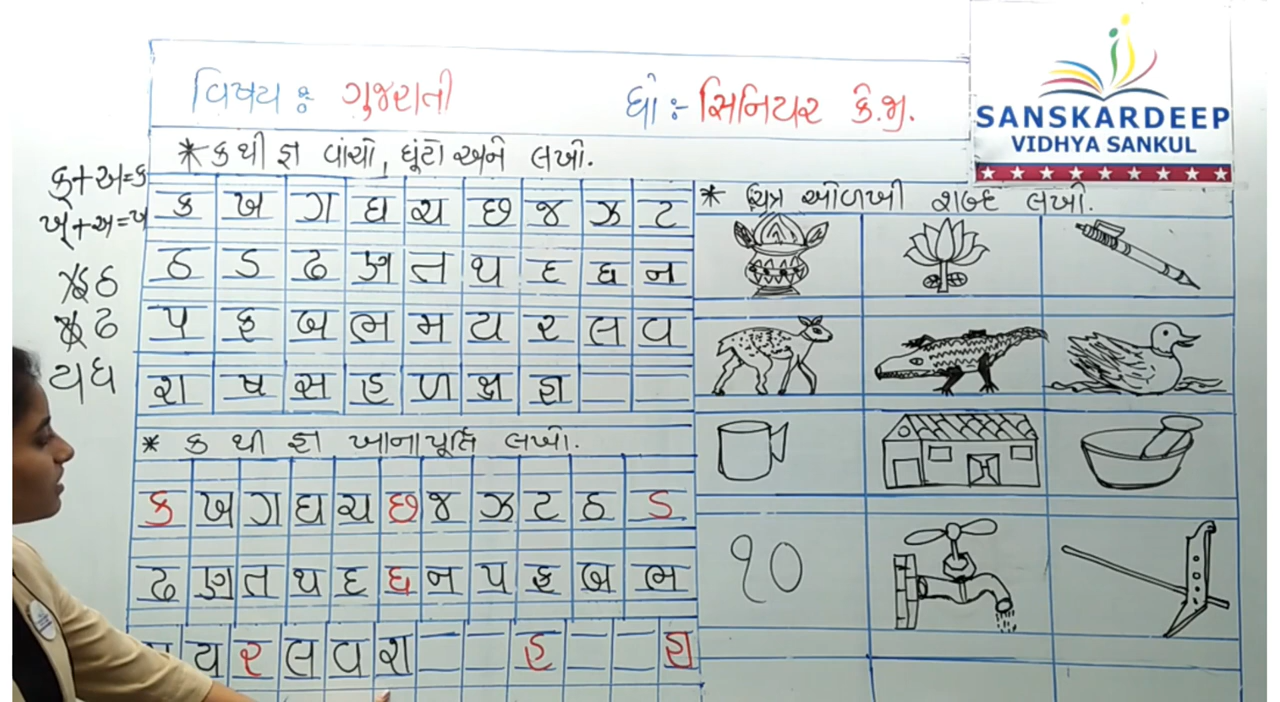 વિષય : ગુજરાતી
ધો :- સિનિયર કે.જી.
SANSKARDEEP
VIDHYA SANKUL
* ક થી જ્ઞ વાંચો, ઘૂંટો અને લખો.
ક્ + અ = ક
ખ્ + અ = ખ
ઠ
ઢ
ય ઘ
ક ખ ગ ઘ ચ છ જ ઝ ટ
ઠ ડ ઢ ણ ત થ દ ધ ન
પ ફ બ ભ મ ય ર લ વ
શ ષ સ હ ળ ક્ષ જ્ઞ
* ક થી જ્ઞ ખાનાપૂર્તિ લખો.
ક ખ ગ ઘ ચ છ જ ઝ ટ ઠ ડ
ઢ ણ ત થ દ ધ ન પ ફ બ ભ
ય ર લ વ શ હ જ્ઞ
* ચિત્ર ઓળખી શબ્દ લખો.
૧૦